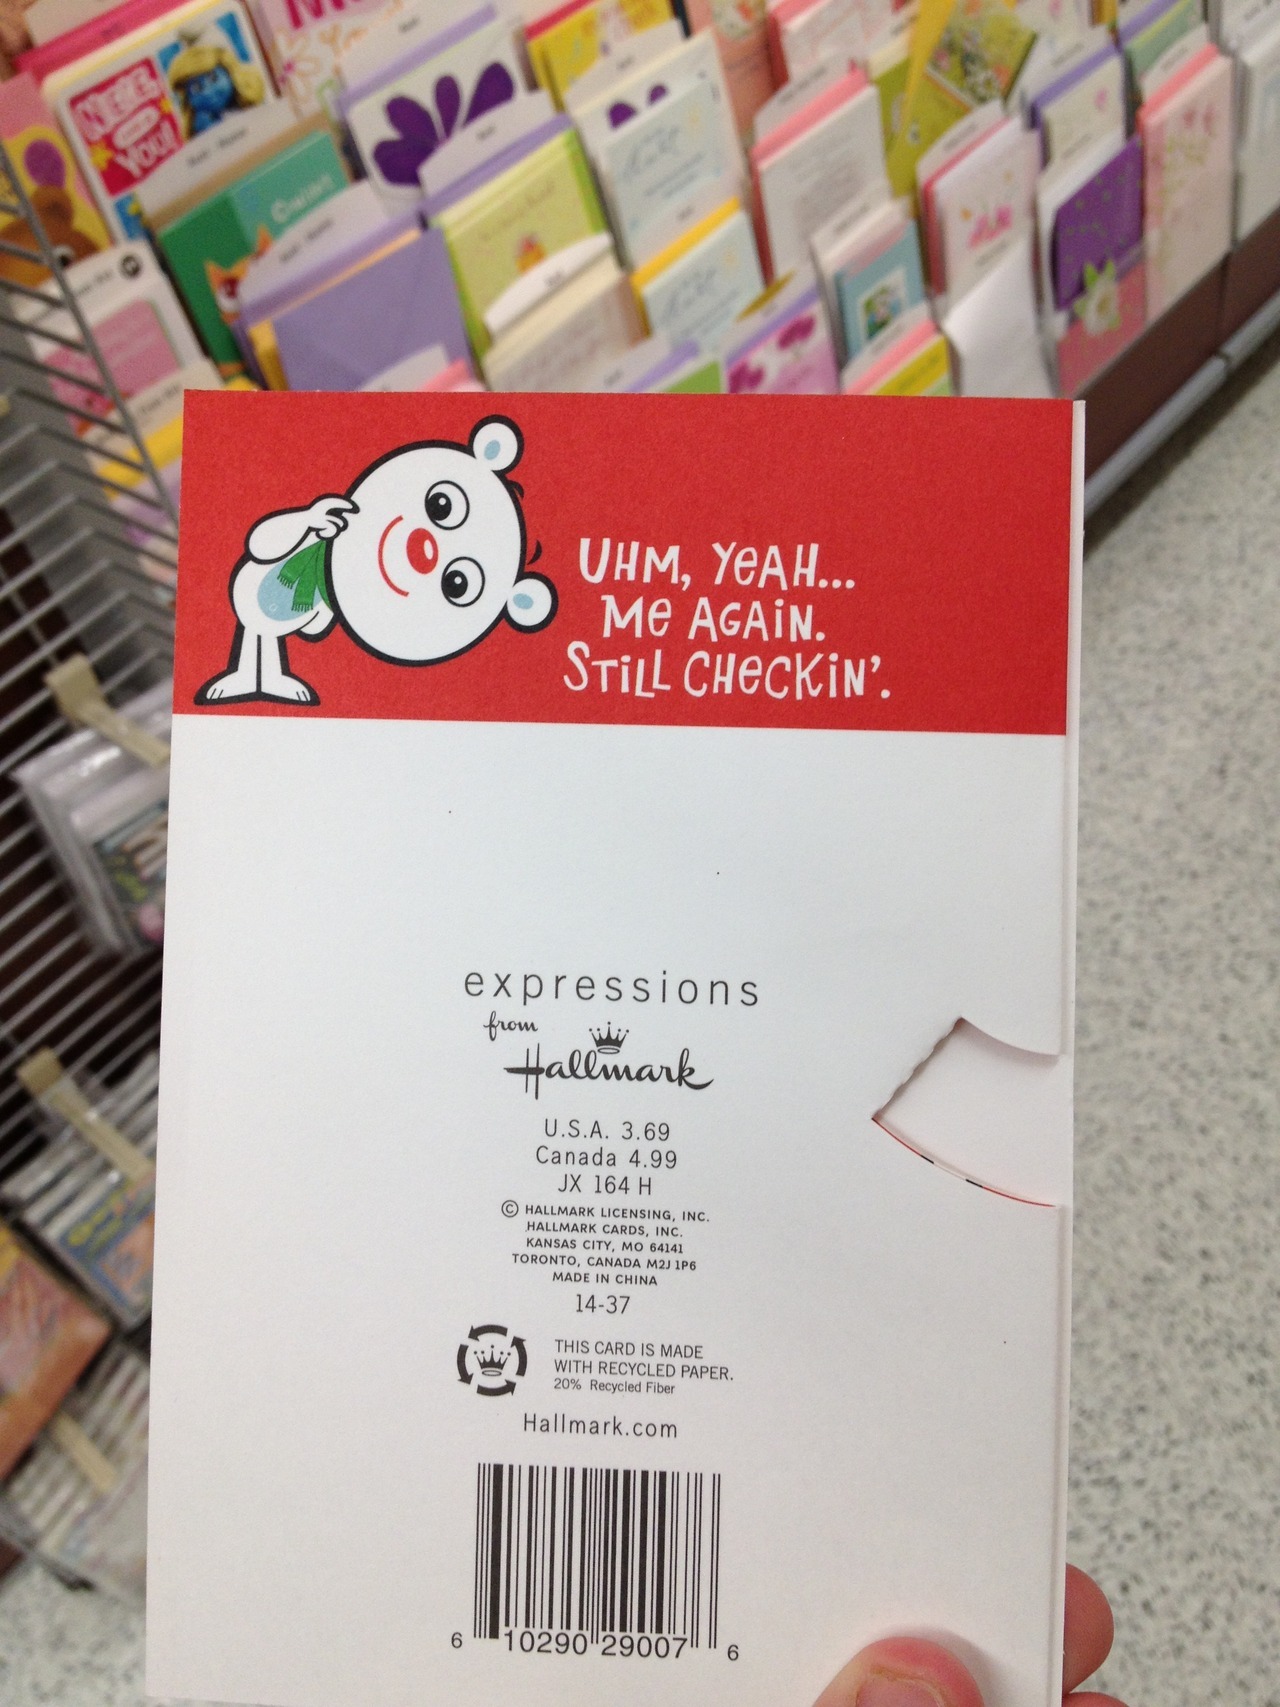 NIECES
YOU!
UHM, YEAH...
ME AGAIN.
STILL CHECKIN'.
expressions
from
Hallmark
U.S.A. 3.69
Canada 4.99
JX 164 H
© HALLMARK LICENSING, INC.
HALLMARK CARDS, INC.
KANSAS CITY, MO 64141
TORONTO, CANADA M2J 1P6
MADE IN CHINA
14-37
THIS CARD IS MADE
WITH RECYCLED PAPER.
20% Recycled Fiber
Hallmark.com
6 10290 29007 6